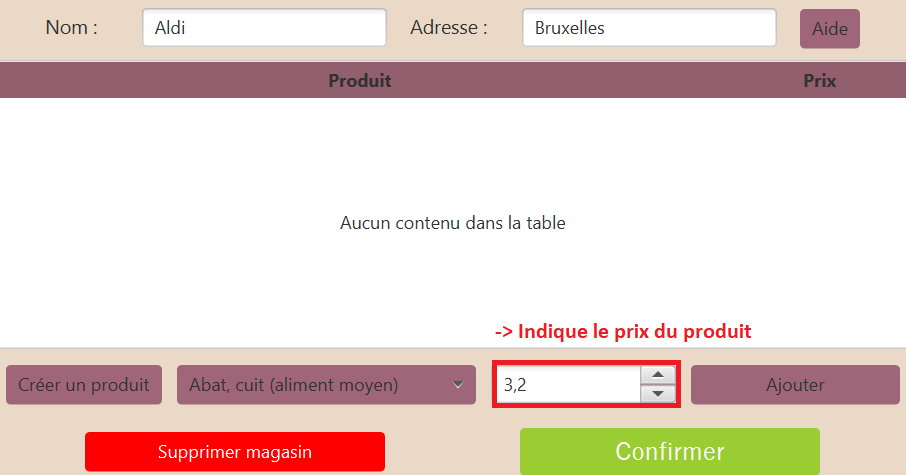 Nom : Aldi Adresse : Bruxelles Aide
Produit Prix
Aucun contenu dans la table
-> Indique le prix du produit
Créer un produit Abat, cuit (aliment moyen) 3,2 Ajouter
Supprimer magasin Confirmer